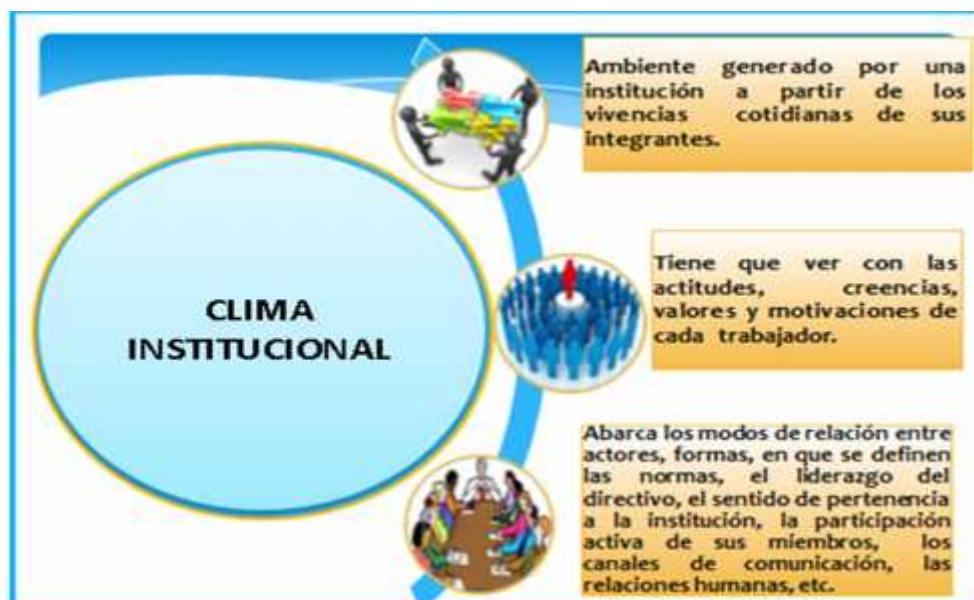 CLIMA
INSTITUCIONAL
Ambiente generado por una
institución a partir de los
vivencias cotidianas de sus
integrantes.
Tiene que ver con las
actitudes, creencias,
valores y motivaciones de
cada trabajador.
Abarca los modos de relación entre
actores, formas, en que se definen
las normas, el liderazgo del
directivo, el sentido de pertenencia
a la institución, la participación
activa de sus miembros, los
canales de comunicación, las
relaciones humanas, etc.